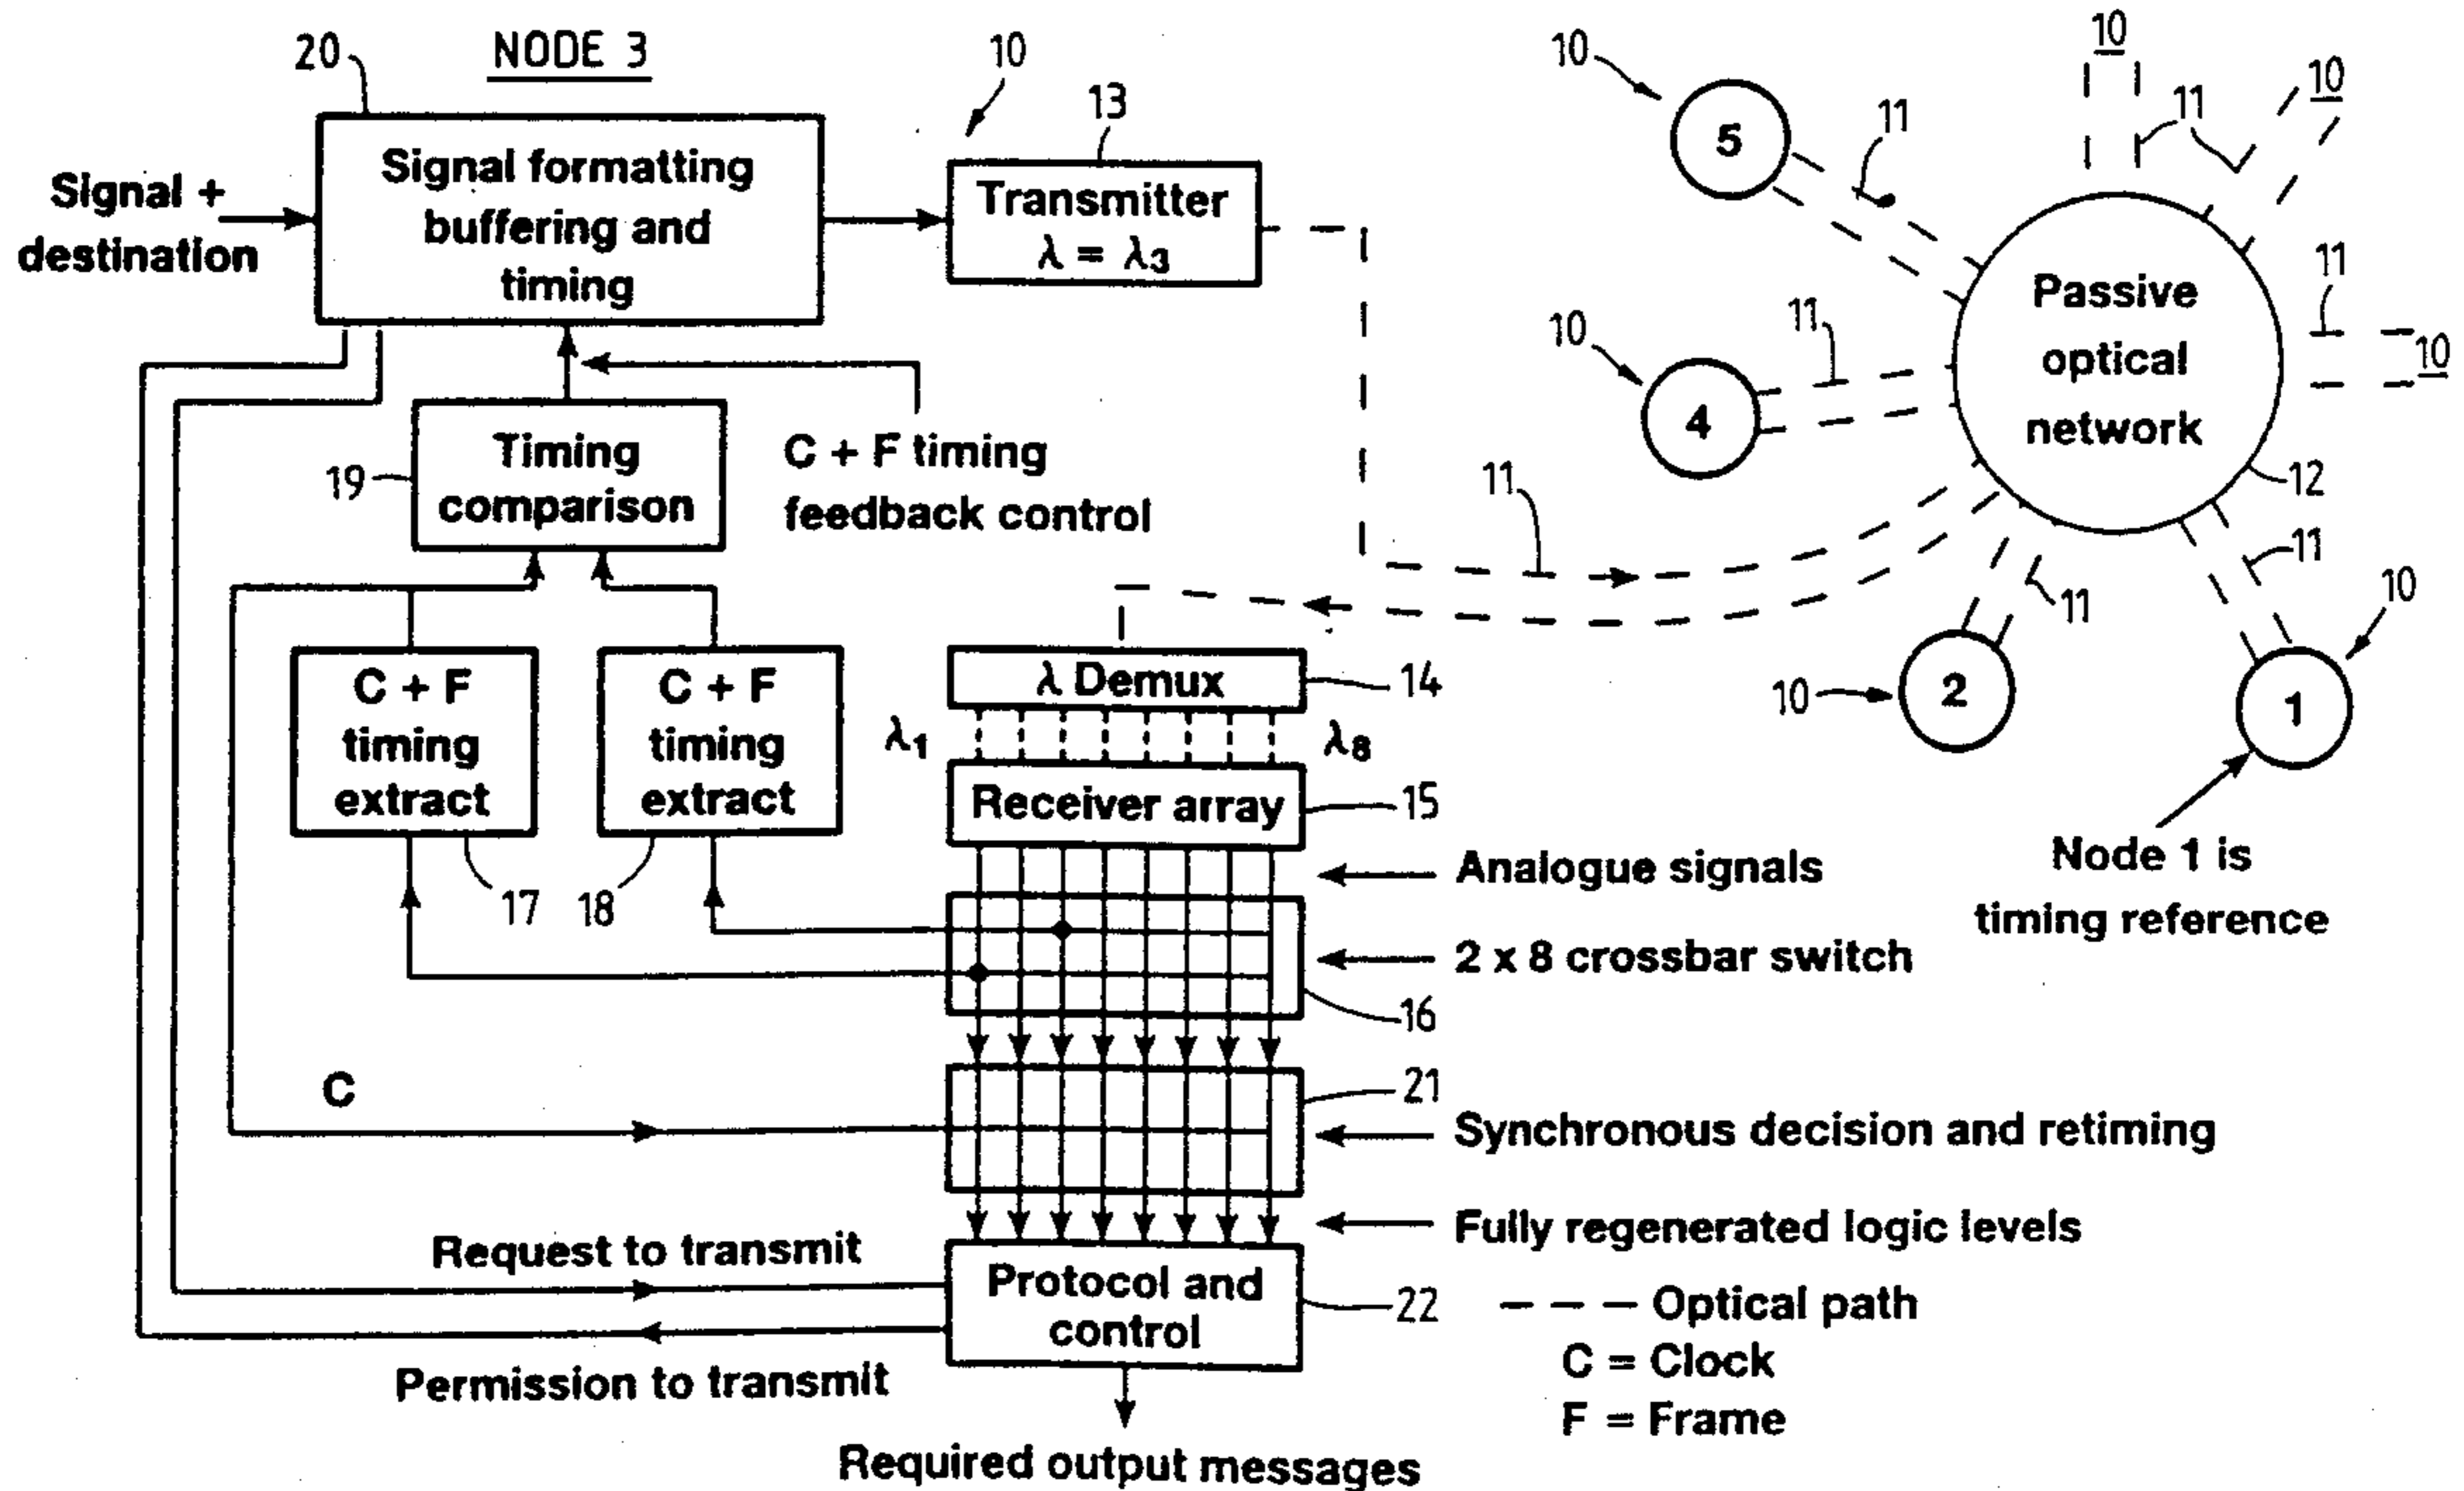 NODE 3
20
10
13
Signal +
destination
Signal formatting
buffering and
timing
Transmitter
λ = λ3
19
Timing
comparison
C + F timing
feedback control
C + F
timing
extract
C + F
timing
extract
17
18
λ Demux
14
λ1
λ8
Receiver array
15
Analogue signals
2 x 8 crossbar switch
16
C
21
Synchronous decision and retiming
Fully regenerated logic levels
Request to transmit
Protocol and
control
22
Permission to transmit
Required output messages
10
5
11
10
11
10
11
10
10
4
11
Passive
optical
network
12
11
11
10
2
11
10
1
Node 1 is
timing reference
– – – Optical path
C = Clock
F = Frame